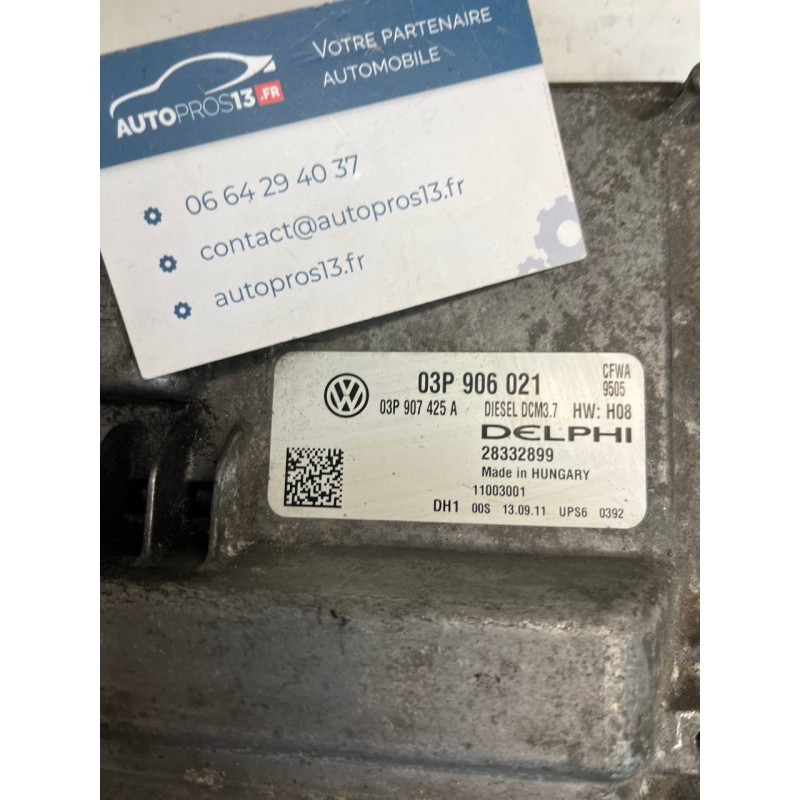 VOTRE PARTENAIRE
AUTOMOBILE
AUTOPROS13.FR
06 64 29 40 37
contact@autopros13.fr
autopros13.fr
03P 906 021
CFWA
9505
03P 907 425 A DIESEL DCM3.7 HW: H08
DELPHI
28332899
Made in HUNGARY
11003001
DH1 00S 13.09.11 UPS6 0392